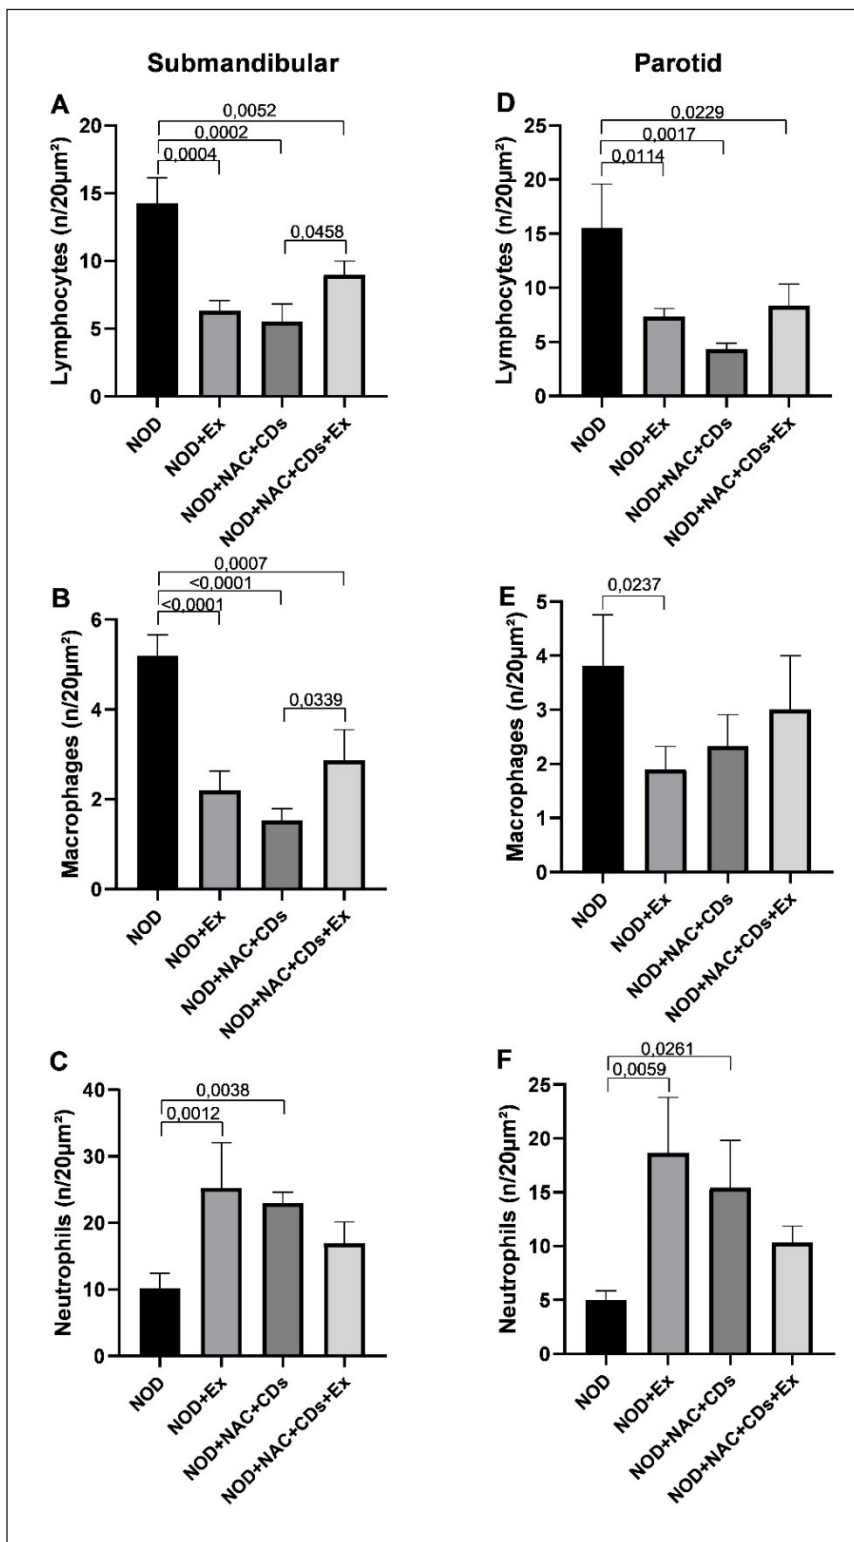 Submandibular
Parotid
A
0,0052
0,0002
0,0004
0,0458
Lymphocytes (n/20µm²)
20
15
10
5
0
NOD
NOD+Ex
NOD+NAC+CDs
NOD+NAC+CDs+Ex
D
0,0229
0,0017
0,0114
Lymphocytes (n/20µm²)
25
20
15
10
5
0
NOD
NOD+Ex
NOD+NAC+CDs
NOD+NAC+CDs+Ex
B
0,0007
<0,0001
<0,0001
0,0339
Macrophages (n/20µm²)
6
4
2
0
NOD
NOD+Ex
NOD+NAC+CDs
NOD+NAC+CDs+Ex
E
0,0237
Macrophages (n/20µm²)
5
4
3
2
1
0
NOD
NOD+Ex
NOD+NAC+CDs
NOD+NAC+CDs+Ex
C
0,0038
0,0012
Neutrophils (n/20µm²)
40
30
20
10
0
NOD
NOD+Ex
NOD+NAC+CDs
NOD+NAC+CDs+Ex
F
0,0261
0,0059
Neutrophils (n/20µm²)
25
20
15
10
5
0
NOD
NOD+Ex
NOD+NAC+CDs
NOD+NAC+CDs+Ex